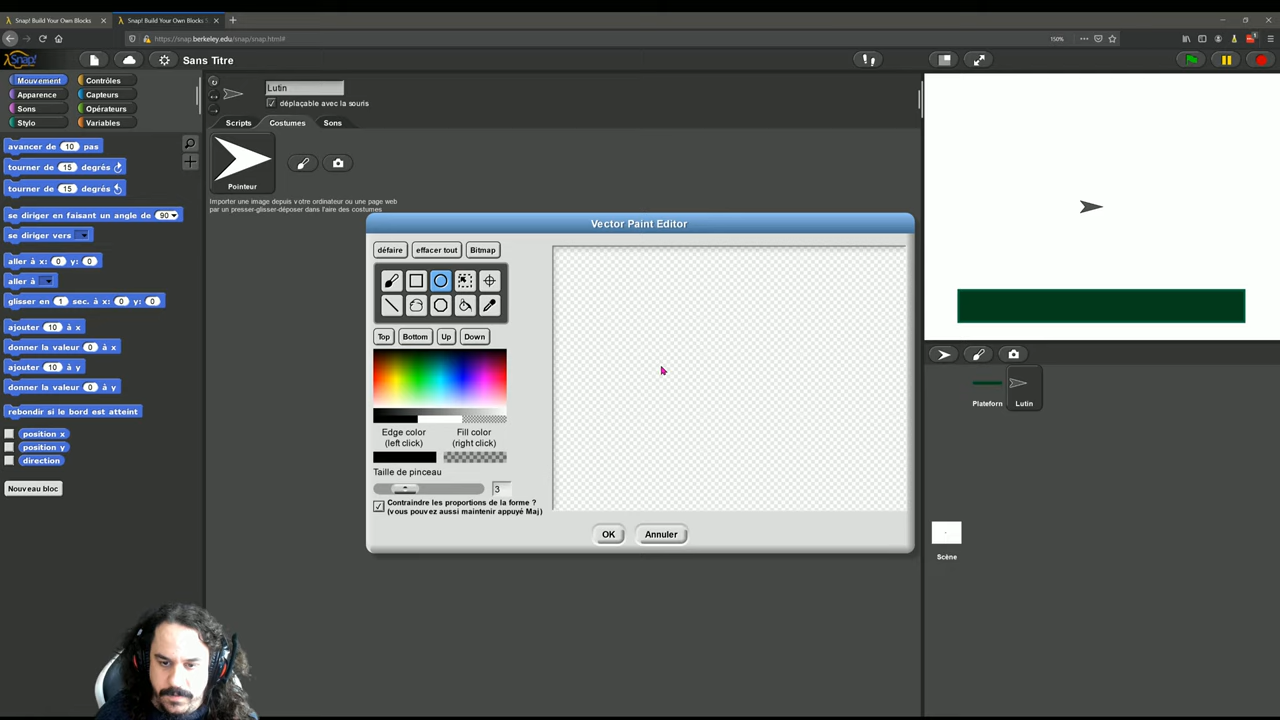 Snap! Build Your Own Blocks
Snap! Build Your Own Blocks
https://snap.berkeley.edu/snap/snap.html#
150%
Snap!
Sans Titre
Mouvement
Contrôles
Apparence
Capteurs
Sons
Opérateurs
Stylo
Variables
avancer de 10 pas
tourner de 15 degrés
tourner de 15 degrés
se diriger en faisant un angle de 90
se diriger vers
aller à x: 0 y: 0
aller à
glisser en 1 sec. à x: 0 y: 0
ajouter 10 à x
donner la valeur 0 à x
ajouter 10 à y
donner la valeur 0 à y
rebondir si le bord est atteint
position x
position y
direction
Nouveau bloc
Lutin
déplaçable avec la souris
Scripts
Costumes
Sons
Pointeur
Importer une image depuis votre ordinateur ou une page web
par un presser-glisser-déposer dans l'aire des costumes
Vector Paint Editor
défaire
effacer tout
Bitmap
Top
Bottom
Up
Down
Edge color
(left click)
Fill color
(right click)
Taille de pinceau
3
Contraindre les proportions de la forme ?
(vous pouvez aussi maintenir appuyé Maj)
OK
Annuler
Plateforn
Lutin
Scène